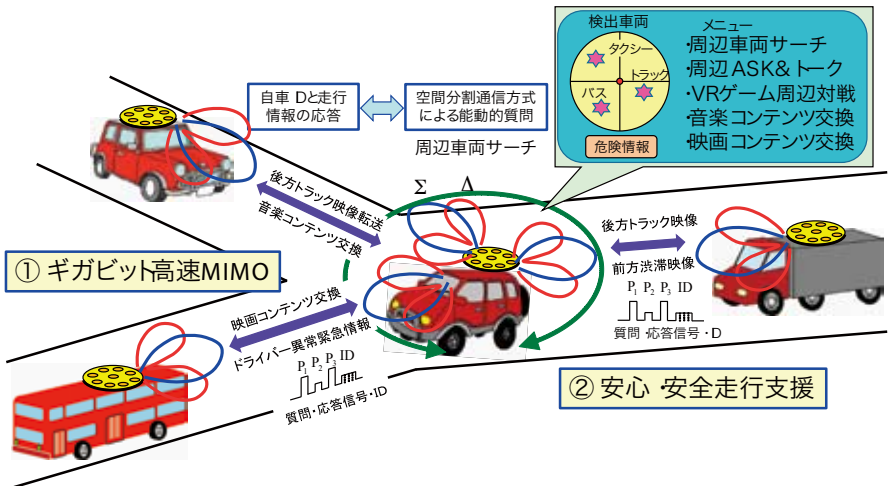 検出車両
タクシー
トラック
バス
危険情報
メニュー
・周辺車両サーチ
・周辺ASK&トーク
・VRゲーム周辺対戦
・音楽コンテンツ交換
・映画コンテンツ交換
自車Dと走行
情報の応答
空間分割通信方式
による能動的質問
周辺車両サーチ
Σ Δ
後方トラック映像転送
音楽コンテンツ交換
後方トラック映像
前方渋滞映像
P1 P2 P3 ID
質問・応答信号・D
① ギガビット高速MIMO
映画コンテンツ交換
ドライバー異常緊急情報
P1 P2 P3 ID
質問・応答信号・ID
② 安心・安全走行支援